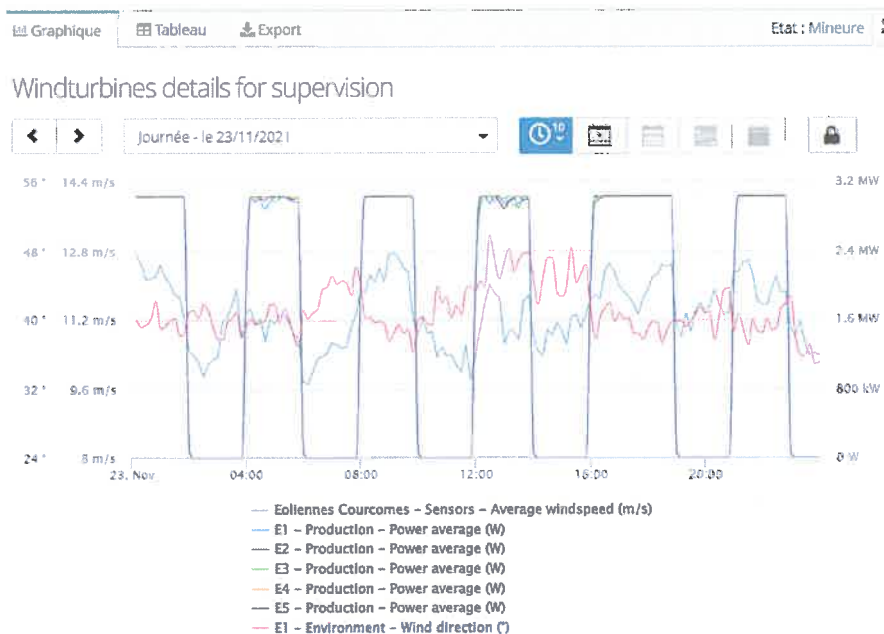 Graphique Tableau Export Etat : Mineure
Windturbines details for supervision
Journée - le 23/11/2021 10
56 ° 14.4 m/s 3.2 MW
48 ° 12.8 m/s 2.4 MW
40 ° 11.2 m/s 1.6 MW
32 ° 9.6 m/s 800 kW
24 ° 8 m/s 0 W
23. Nov 04:00 08:00 12:00 16:00 20:00
Eoliennes Courcomes – Sensors – Average windspeed (m/s)
E1 – Production – Power average (W)
E2 – Production – Power average (W)
E3 – Production – Power average (W)
E4 – Production – Power average (W)
E5 – Production – Power average (W)
E1 – Environment – Wind direction (°)